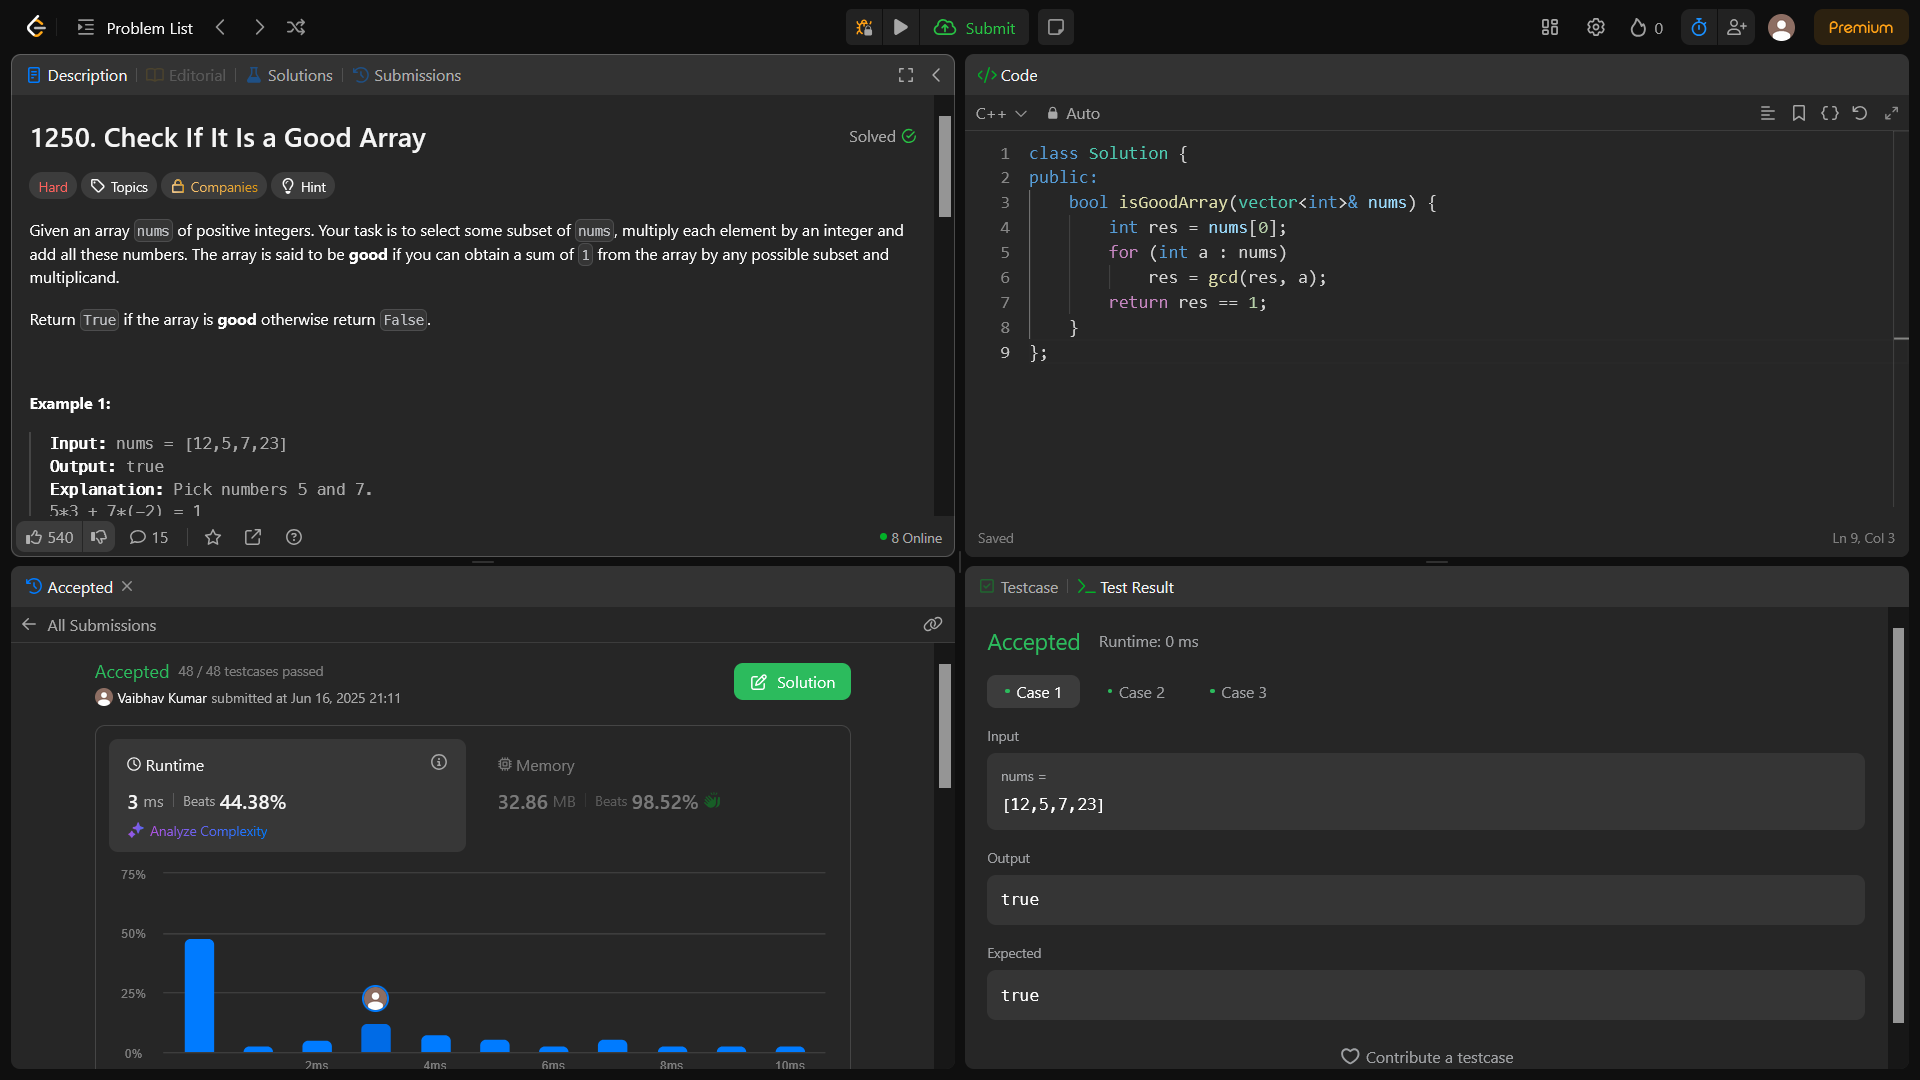 Problem List
Submit
0
Premium
Description
Editorial
Solutions
Submissions
1250. Check If It Is a Good Array
Solved
Hard
Topics
Companies
Hint
Given an array nums of positive integers. Your task is to select some subset of nums, multiply each element by an integer and
add all these numbers. The array is said to be good if you can obtain a sum of 1 from the array by any possible subset and
multiplicand.
Return True if the array is good otherwise return False.
Example 1:
Input: nums = [12,5,7,23]
Output: true
Explanation: Pick numbers 5 and 7.
5*3 + 7*(-2) = 1
540
15
8 Online
Code
C++
Auto
1 class Solution {
2 public:
3 bool isGoodArray(vector<int>& nums) {
4 int res = nums[0];
5 for (int a : nums)
6 res = gcd(res, a);
7 return res == 1;
8 }
9 };
Saved
Ln 9, Col 3
Accepted
All Submissions
Accepted 48 / 48 testcases passed
Vaibhav Kumar submitted at Jun 16, 2025 21:11
Solution
Runtime
3 ms
Beats 44.38%
Analyze Complexity
Memory
32.86 MB
Beats 98.52%
75%
50%
25%
0%
2ms
4ms
6ms
8ms
10ms
Testcase
Test Result
Accepted
Runtime: 0 ms
Case 1
Case 2
Case 3
Input
nums =
[12,5,7,23]
Output
true
Expected
true
Contribute a testcase